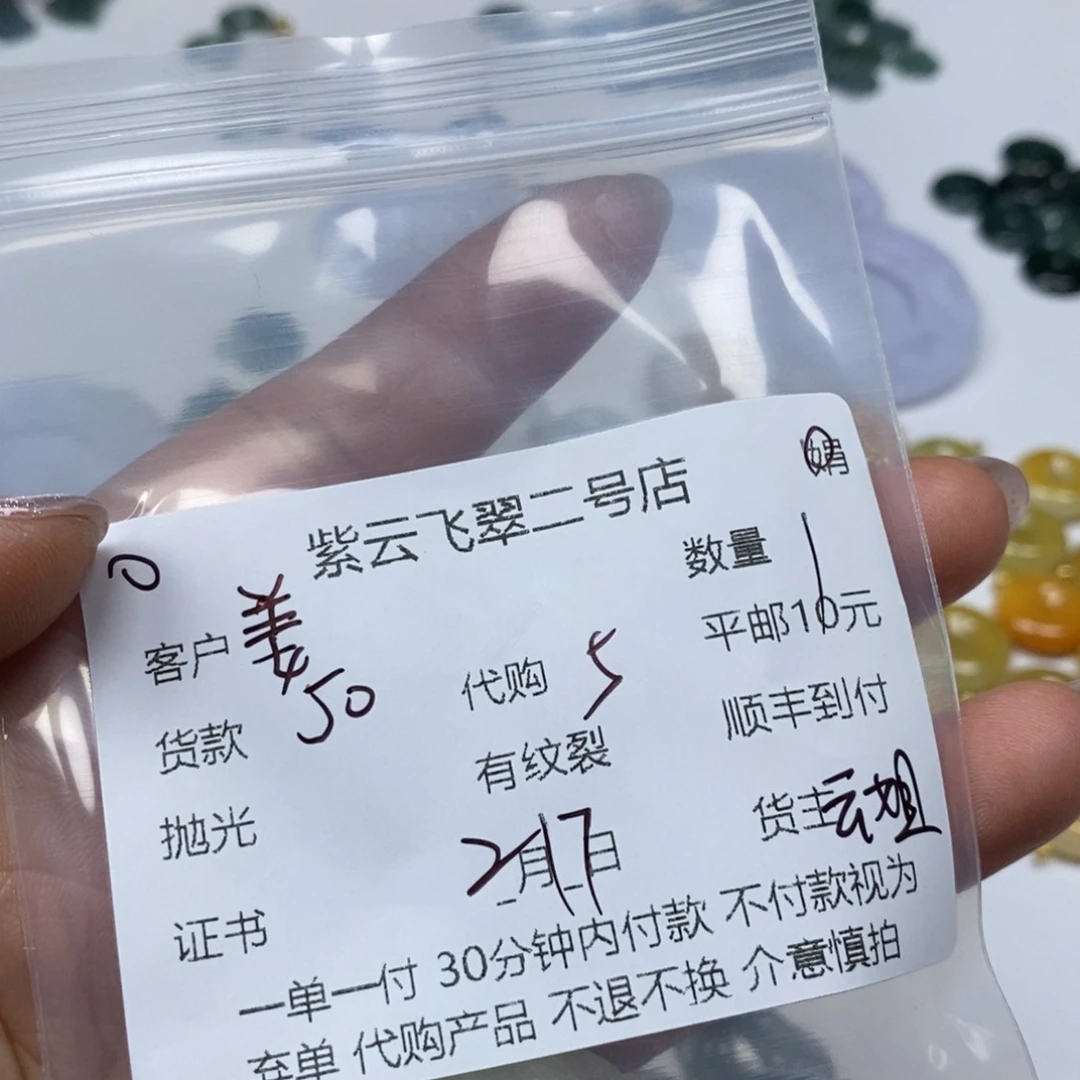 娟
紫云飞翠二号店
客户 姜 数量 1
货款 50 代购 5 平邮10元
抛光 有纹裂 顺丰到付
证书 2月17日 货主 云姐
一单一付 30分钟内付款 不付款视为
弃单 代购产品 不退不换 介意慎拍